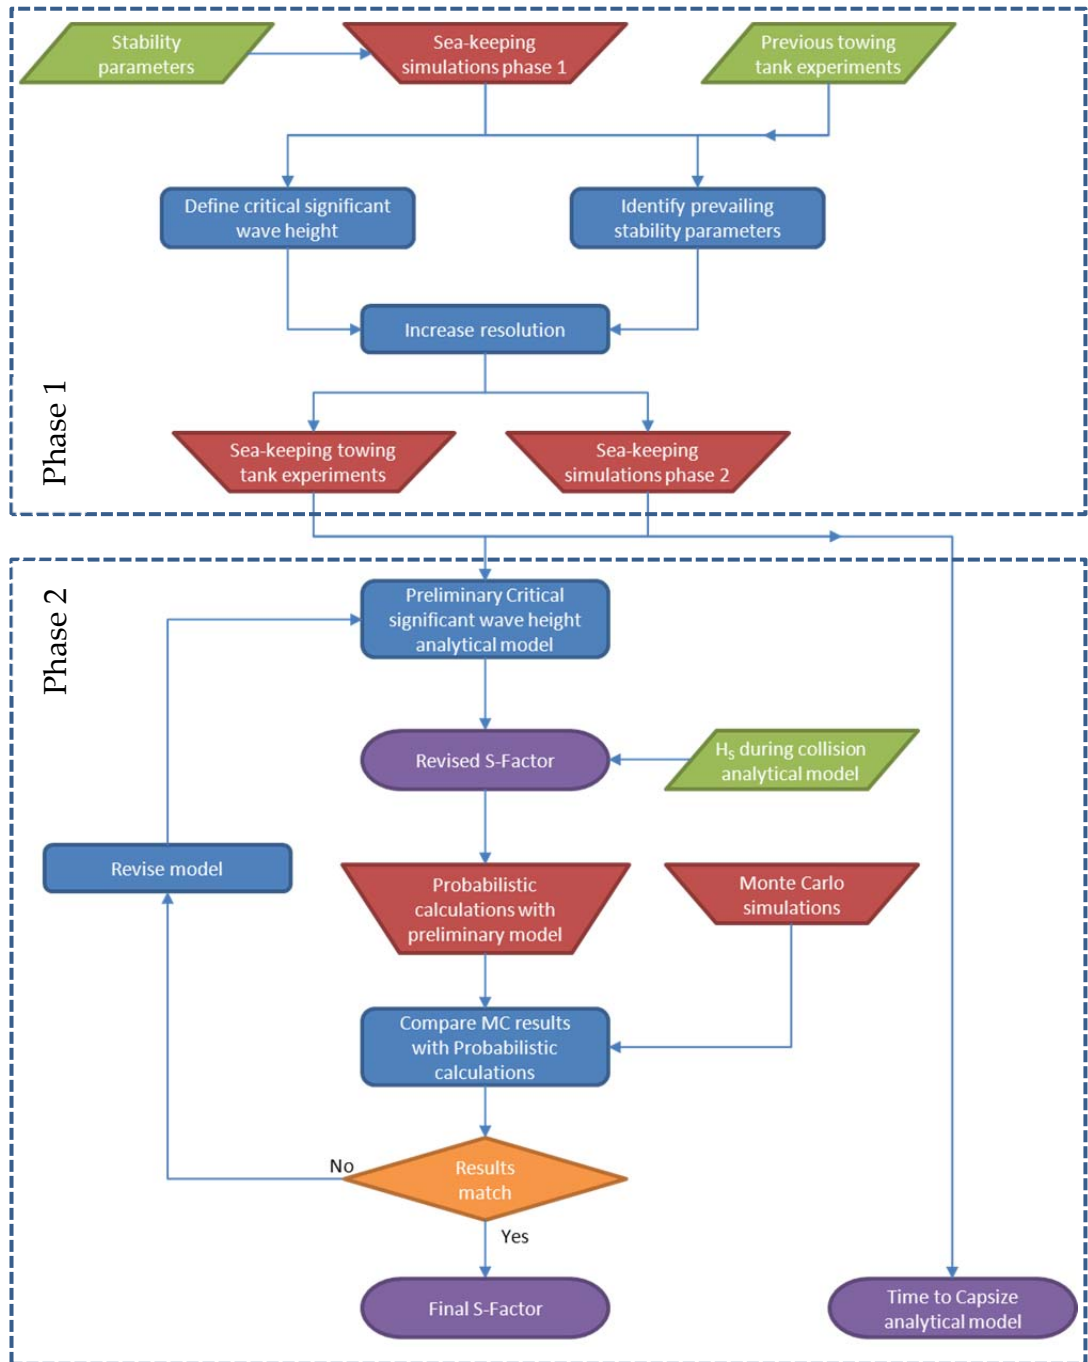 Stability
parameters
Sea-keeping
simulations phase 1
Previous towing
tank experiments
Define critical significant
wave height
Identify prevailing
stability parameters
Increase resolution
Phase 1
Sea-keeping towing
tank experiments
Sea-keeping
simulations phase 2
Phase 2
Preliminary Critical
significant wave height
analytical model
Revised S-Factor
HS during collision
analytical model
Revise model
Probabilistic
calculations with
preliminary model
Monte Carlo
simulations
Compare MC results
with Probabilistic
calculations
No
Results
match
Yes
Final S-Factor
Time to Capsize
analytical model